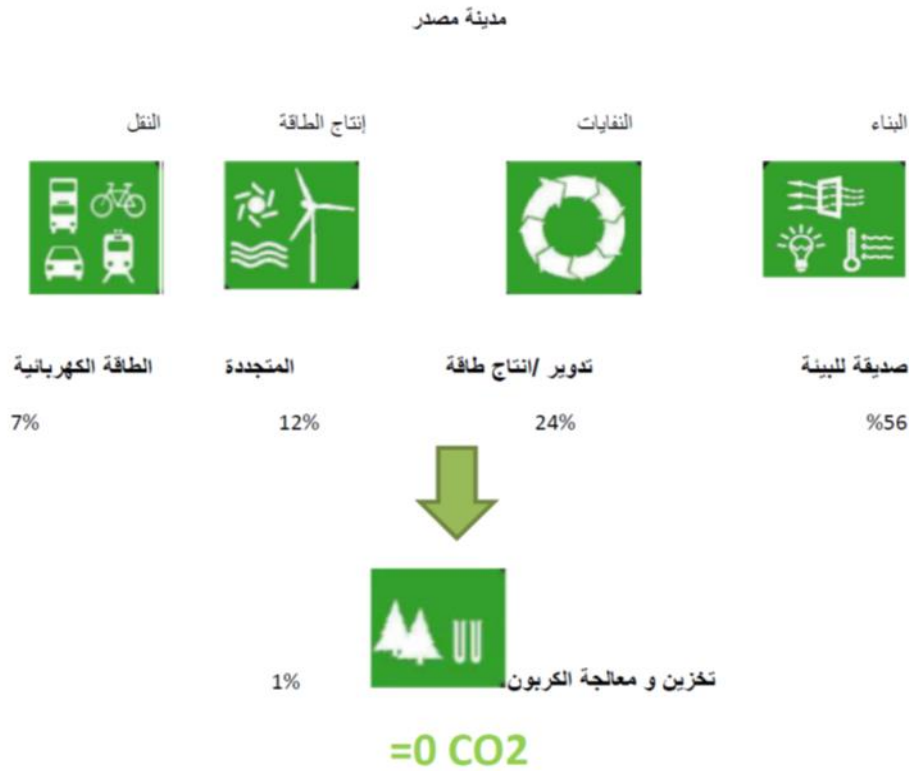 مدينة مصدر
البناء
النفايات
إنتاج الطاقة
النقل
صديقة للبيئة
تدوير /انتاج طاقة
المتجددة
الطاقة الكهربائية
%56
24%
12%
7%
تخزين و معالجة الكربون
1%
=0 CO2